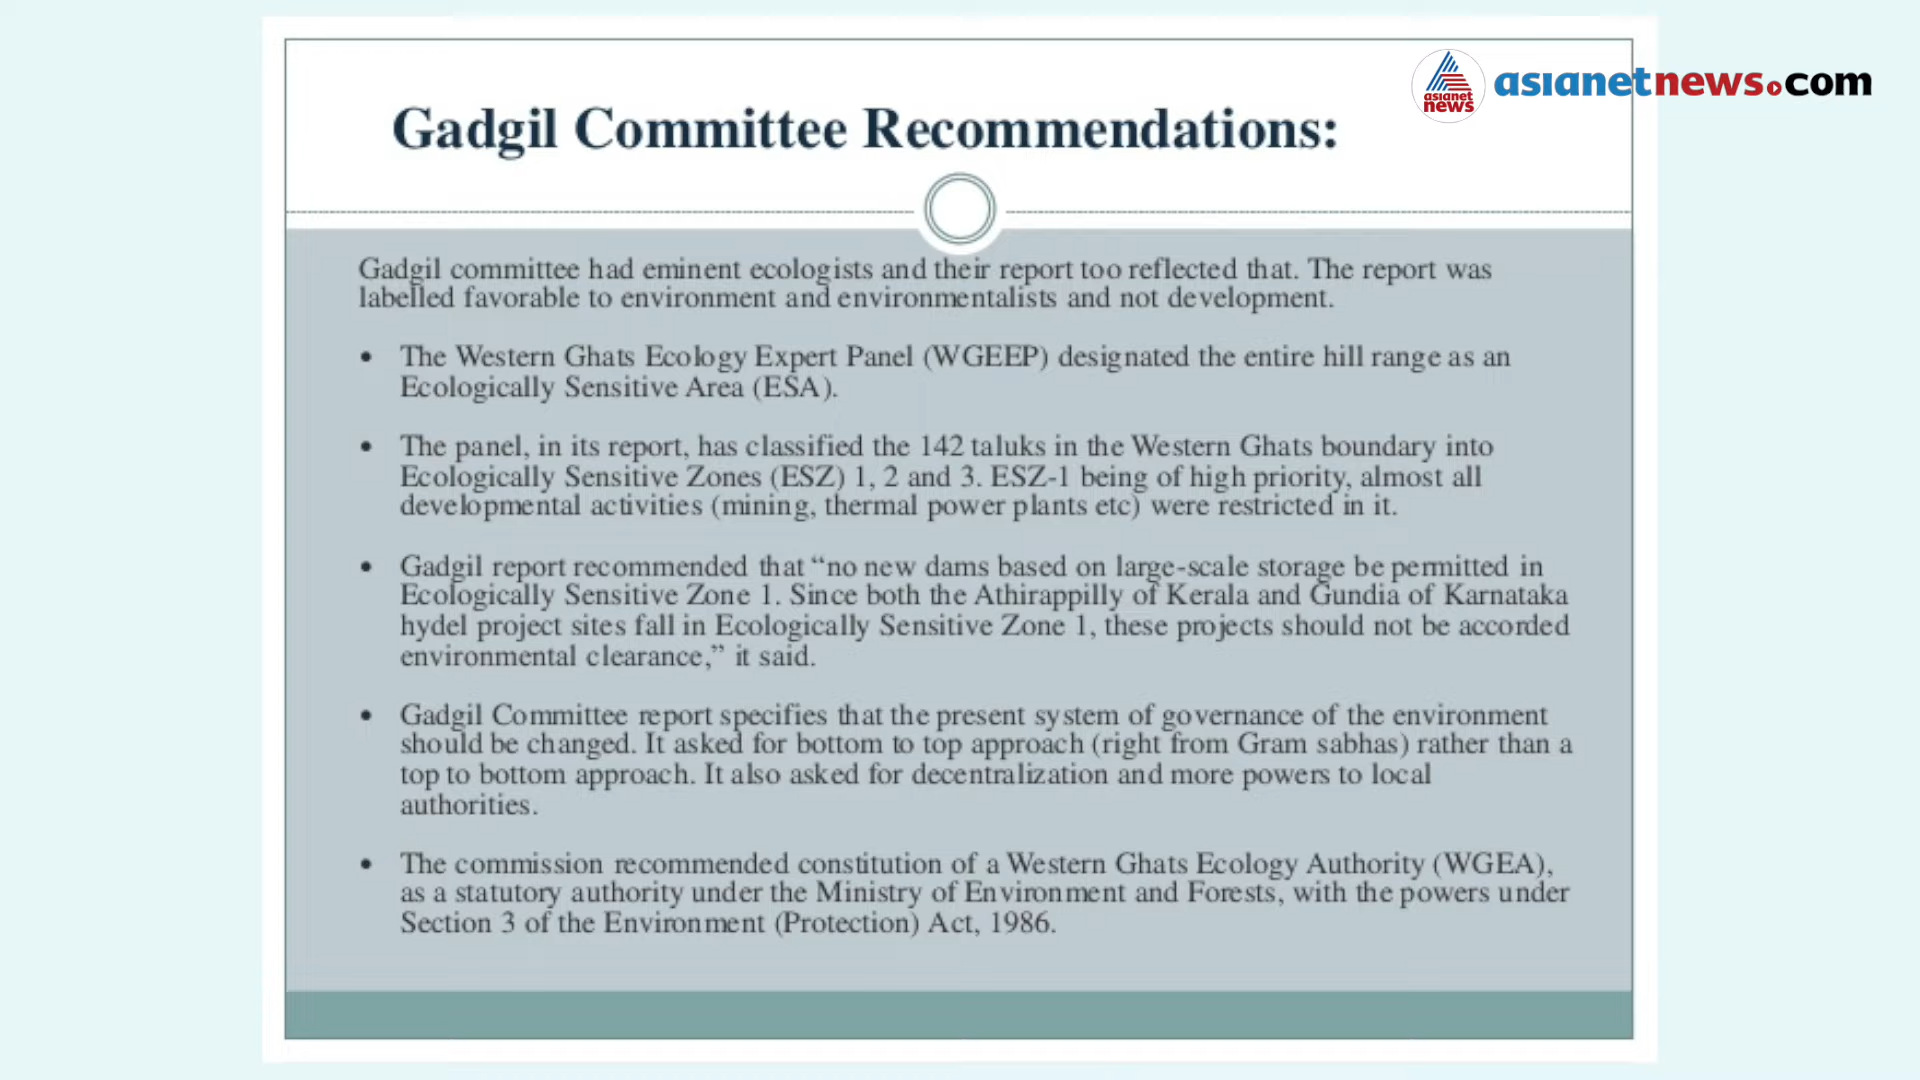 asianet news
asianetnews.com
Gadgil Committee Recommendations:
Gadgil committee had eminent ecologists and their report too reflected that. The report was
labelled favorable to environment and environmentalists and not development.
• The Western Ghats Ecology Expert Panel (WGEEP) designated the entire hill range as an
Ecologically Sensitive Area (ESA).
• The panel, in its report, has classified the 142 taluks in the Western Ghats boundary into
Ecologically Sensitive Zones (ESZ) 1, 2 and 3. ESZ-1 being of high priority, almost all
developmental activities (mining, thermal power plants etc) were restricted in it.
• Gadgil report recommended that “no new dams based on large-scale storage be permitted in
Ecologically Sensitive Zone 1. Since both the Athirappilly of Kerala and Gundia of Karnataka
hydel project sites fall in Ecologically Sensitive Zone 1, these projects should not be accorded
environmental clearance,” it said.
• Gadgil Committee report specifies that the present system of governance of the environment
should be changed. It asked for bottom to top approach (right from Gram sabhas) rather than a
top to bottom approach. It also asked for decentralization and more powers to local
authorities.
• The commission recommended constitution of a Western Ghats Ecology Authority (WGEA),
as a statutory authority under the Ministry of Environment and Forests, with the powers under
Section 3 of the Environment (Protection) Act, 1986.